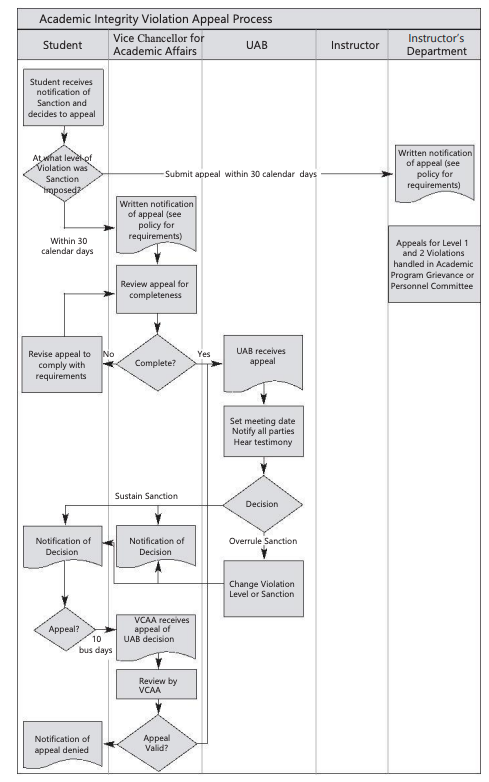 Academic Integrity Violation Appeal Process
Student
Vice Chancellor for
Academic Affairs
UAB
Instructor
Instructor's
Department
Student receives
notification of
Sanction and
decides to appeal
At what level of
Violation was
Sanction
imposed?
Submit appeal within 30 calendar days
Written notification
of appeal (see
policy for
requirements)
Within 30
calendar days
Written notification
of appeal (see
policy for
requirements)
Appeals for Level 1
and 2 Violations
handled in Academic
Program Grievance or
Personnel Committee
Review appeal for
completeness
Revise appeal to
comply with
requirements
No
Complete?
Yes
UAB receives
appeal
Set meeting date
Notify all parties
Hear testimony
Decision
Sustain Sanction
Overrule Sanction
Notification of
Decision
Notification of
Decision
Change Violation
Level or Sanction
Appeal?
10
bus days
VCAA receives
appeal of
UAB decision
Review by
VCAA
Appeal
Valid?
Notification of
appeal denied